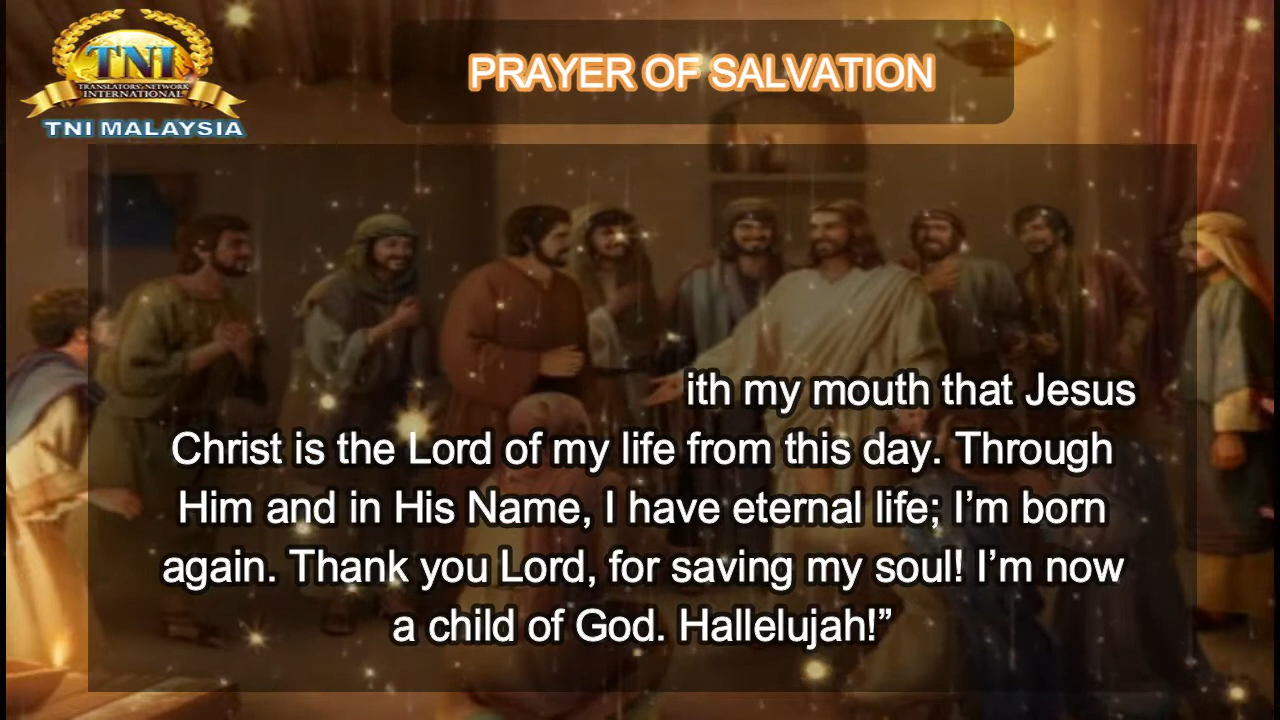 TNI
TRANSLATORS' NETWORK
INTERNATIONAL
TNI MALAYSIA
PRAYER OF SALVATION
ith my mouth that Jesus
Christ is the Lord of my life from this day. Through
Him and in His Name, I have eternal life; I’m born
again. Thank you Lord, for saving my soul! I’m now
a child of God. Hallelujah!”